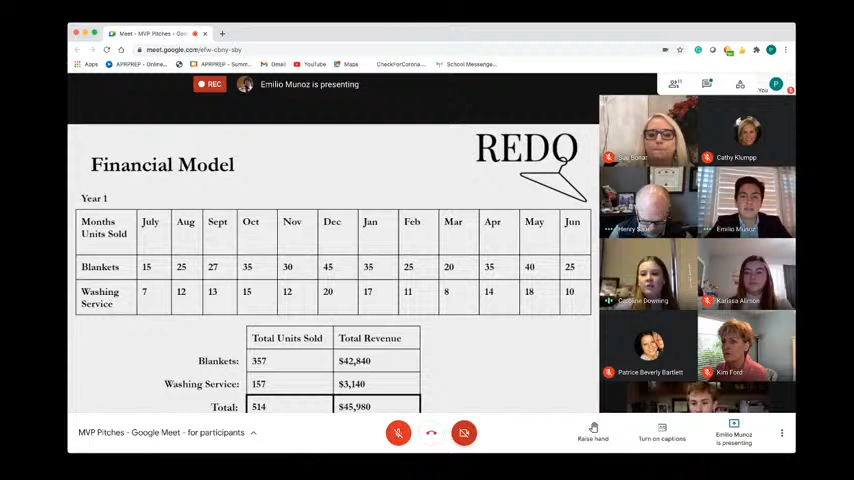 Meet - MVP Pitches - Goo
meet.google.com/efw-cbny-sby
Apps
APRPREP - Online...
APRPREP - Summ...
Gmail
YouTube
Maps
CheckForCorona...
School Messenge...
REC
Emilio Munoz is presenting
11
You
P
Financial Model
REDO
Year 1
Months Units Sold July Aug Sept Oct Nov Dec Jan Feb Mar Apr May Jun
Blankets 15 25 27 35 30 45 35 25 20 35 40 25
Washing Service 7 12 13 15 12 20 17 11 8 14 18 10
Total Units Sold Total Revenue
Blankets: 357 $42,840
Washing Service: 157 $3,140
Total: 514 $45,980
Cathy Klumpp
Emilio Munoz
Caroline Downing
Patrice Beverly Bartlett
Kim Ford
MVP Pitches - Google Meet - for participants
Raise hand
Turn on captions
Emilio Munoz
is presenting